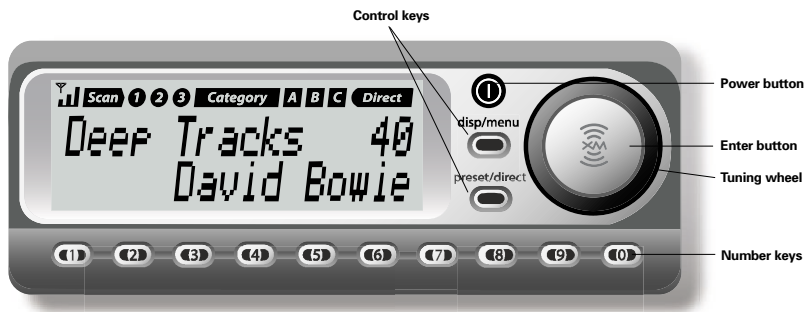 Control keys
Scan 1 2 3 Category A B C Direct
Power button
disp/menu
Deep Tracks 40
David Bowie
XM
Enter button
preset/direct
Tuning wheel
1 2 3 4 5 6 7 8 9 0
Number keys